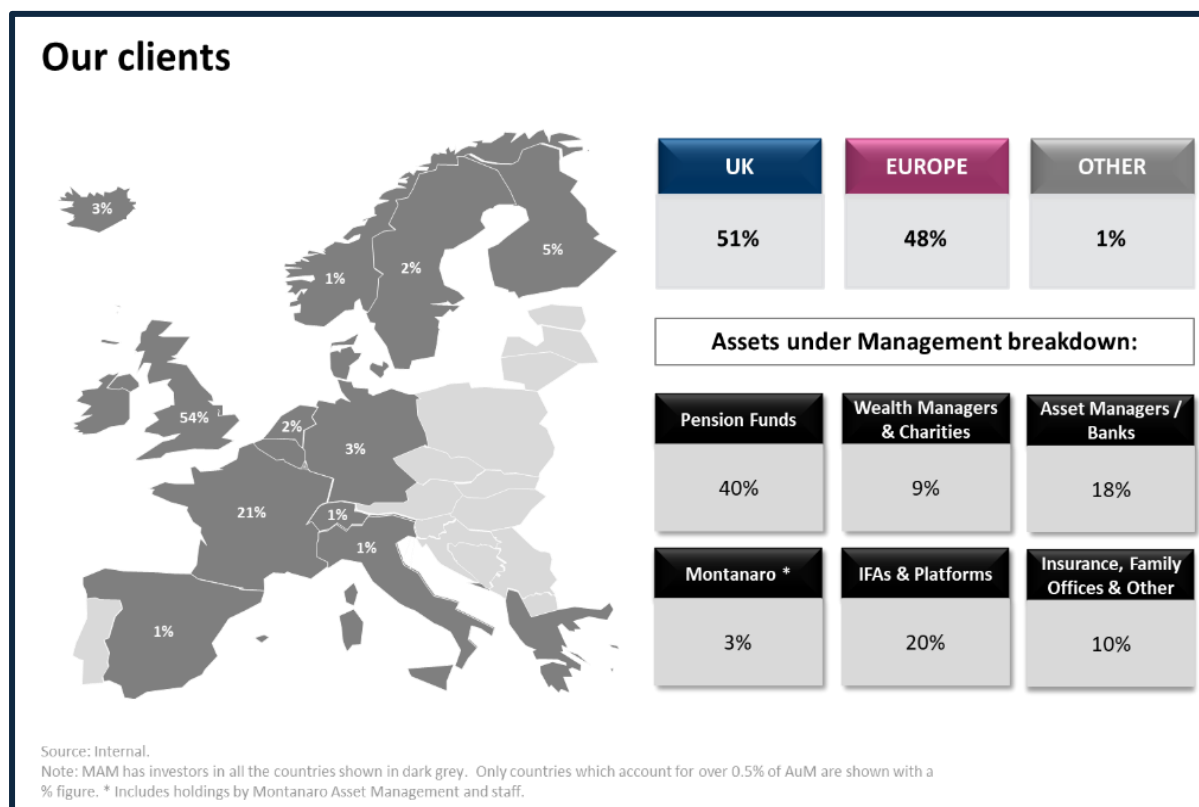 Our clients
3%
1%
2%
5%
54%
2%
3%
21%
1%
1%
1%
UK
EUROPE
OTHER
51%
48%
1%
Assets under Management breakdown:
Pension Funds
Wealth Managers
& Charities
Asset Managers /
Banks
40%
9%
18%
Montanaro *
IFAs & Platforms
Insurance, Family
Offices & Other
3%
20%
10%
Source: Internal.
Note: MAM has investors in all the countries shown in dark grey.  Only countries which account for over 0.5% of AuM are shown with a
% figure. * Includes holdings by Montanaro Asset Management and staff.